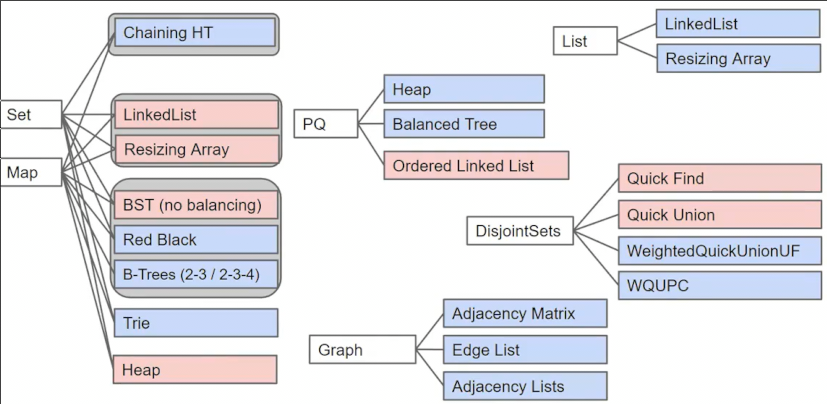 Set
Map
Chaining HT
LinkedList
Resizing Array
BST (no balancing)
Red Black
B-Trees (2-3 / 2-3-4)
Trie
Heap
PQ
Heap
Balanced Tree
Ordered Linked List
List
LinkedList
Resizing Array
DisjointSets
Quick Find
Quick Union
WeightedQuickUnionUF
WQUPC
Graph
Adjacency Matrix
Edge List
Adjacency Lists